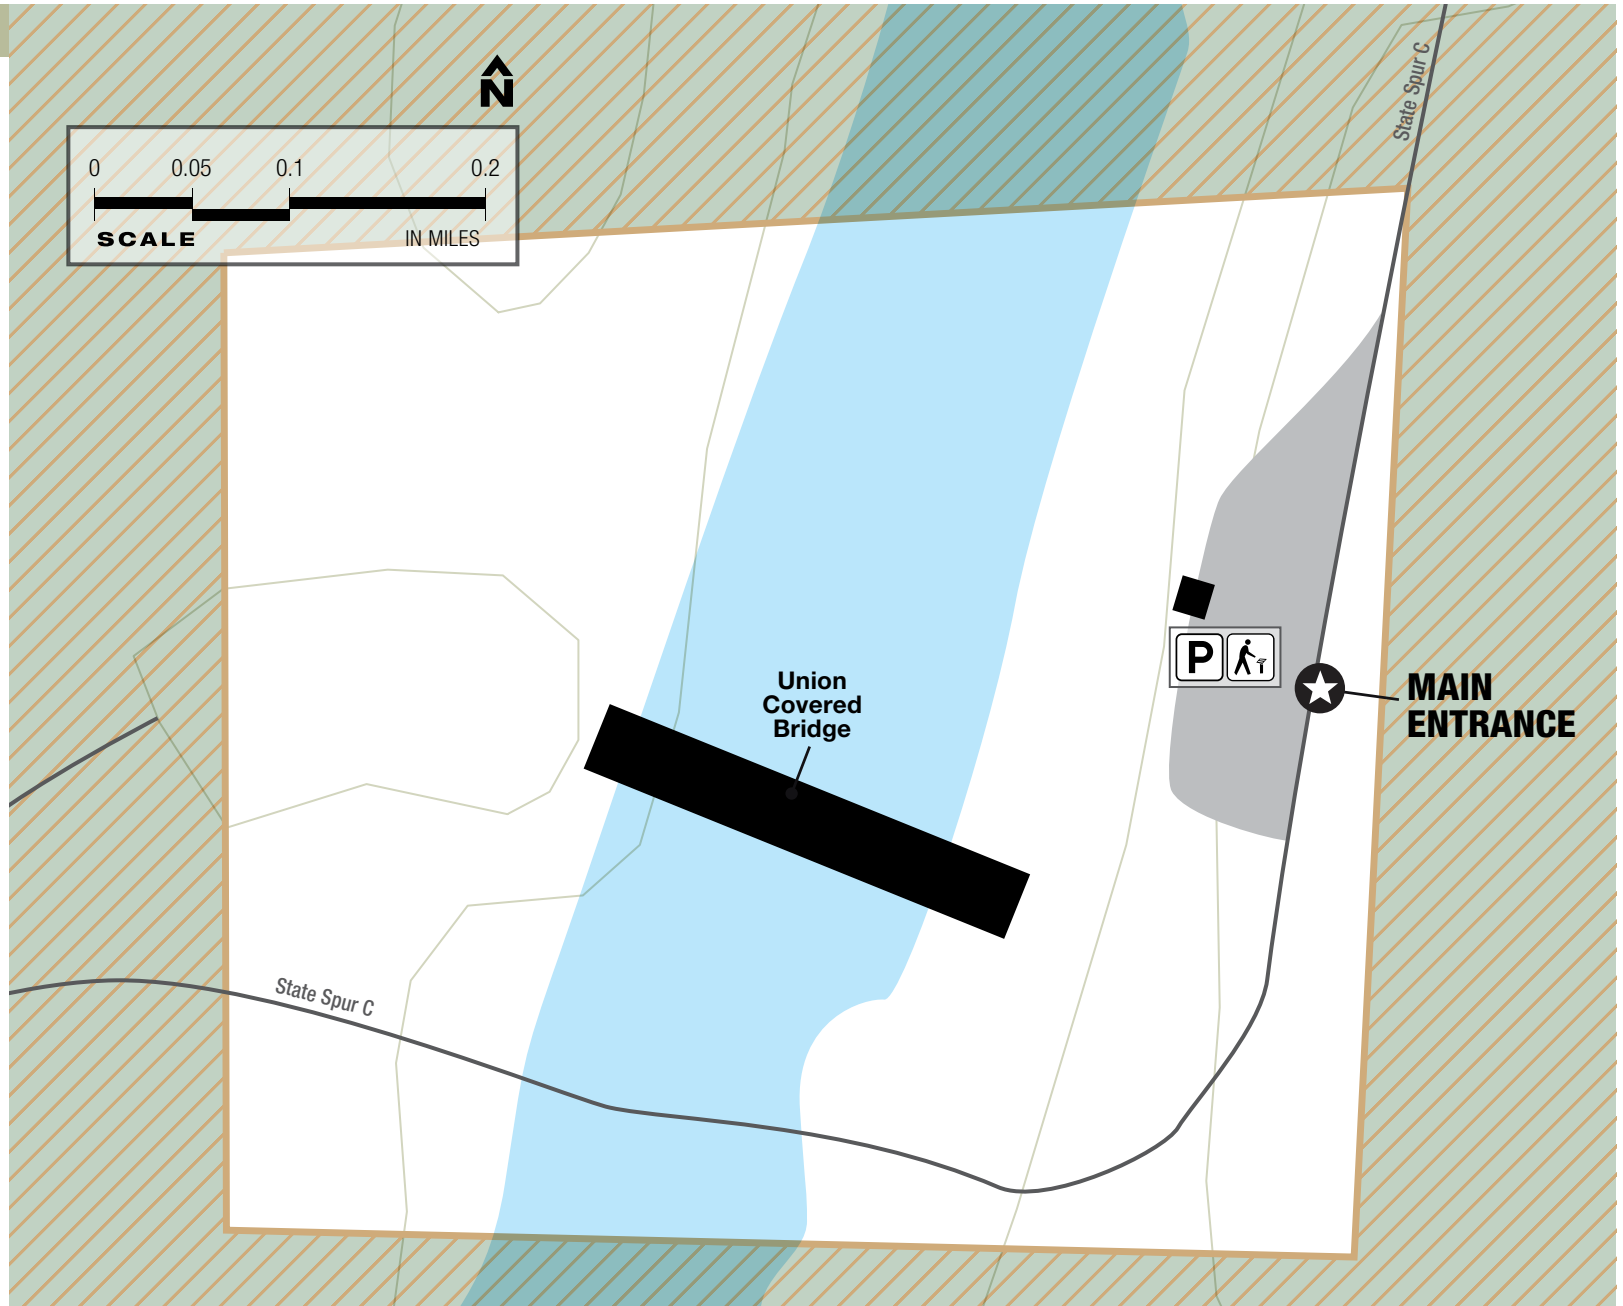 State Spur C
N
0 0.05 0.1 0.2
SCALE IN MILES
P
Union
Covered
Bridge
MAIN
ENTRANCE
State Spur C